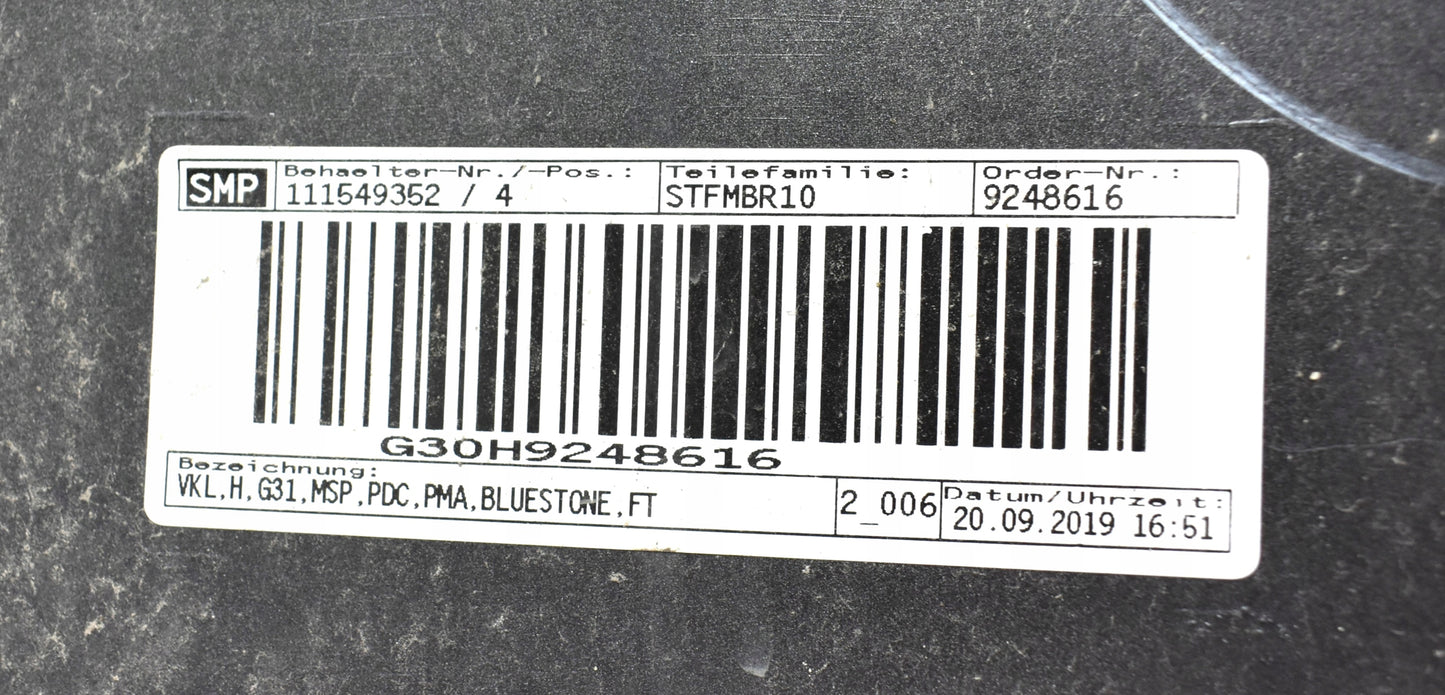 SMP
Behaelter-Nr./-Pos.: Teilefamilie: Order-Nr.:
111549352 / 4 STFMBR10 9248616
G30H9248616
Bezeichnung: Datum/Uhrzeit:
VKL,H,G31,MSP,PDC,PMA,BLUESTONE,FT 2_006 20.09.2019 16:51